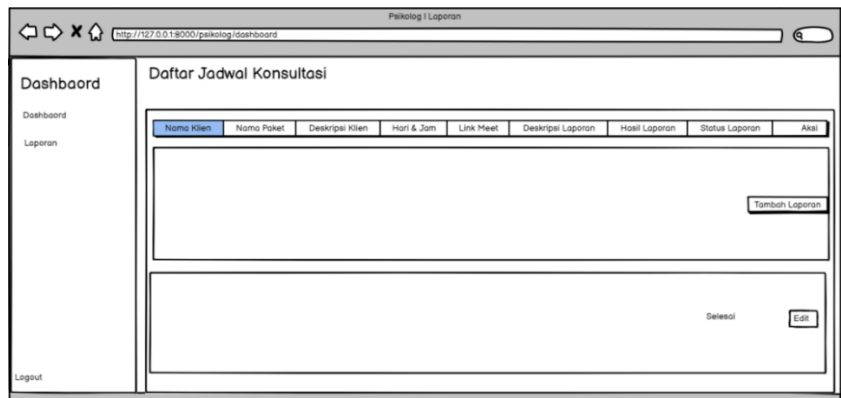 Psikolog | Laporan
http://127.0.0.1:8000/psikolog/dashboard
Dashbaord
Dashbaord
Laporan
Logout
Daftar Jadwal Konsultasi
Nama Klien Nama Paket Deskripsi Klien Hari & Jam Link Meet Deskripsi Laporan Hasil Laporan Status Laporan Aksi
Tambah Laporan
Selesai Edit